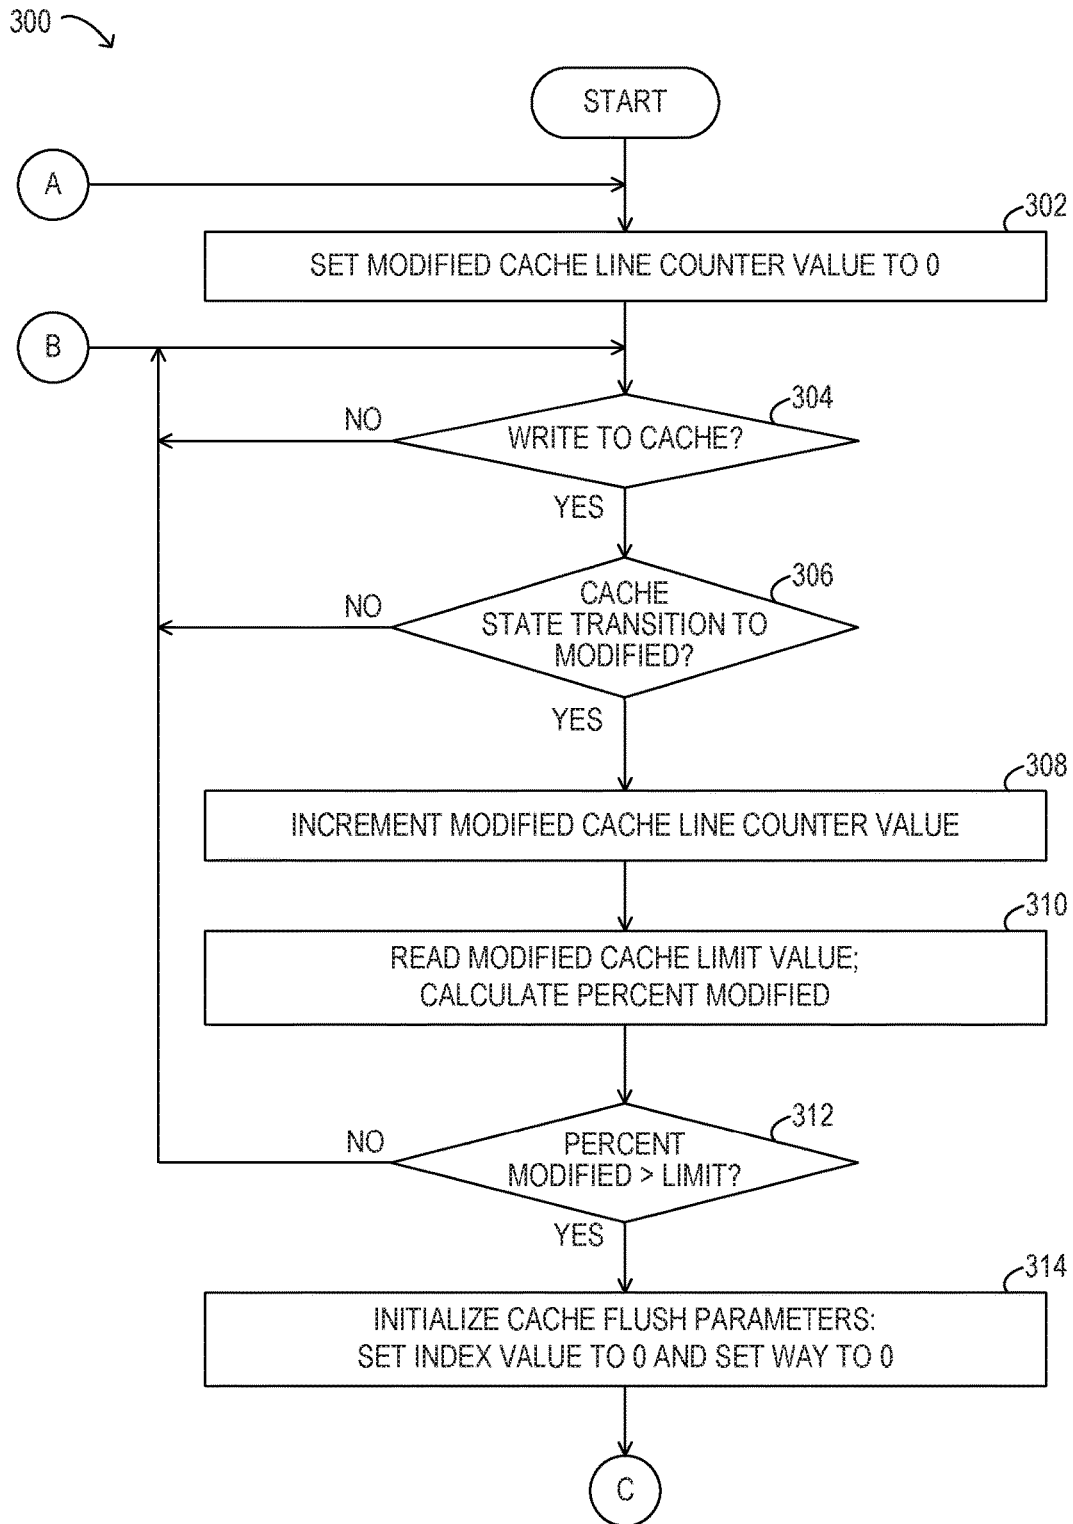 300
START
A
302
SET MODIFIED CACHE LINE COUNTER VALUE TO 0
B
304
NO
WRITE TO CACHE?
YES
306
NO
CACHE
STATE TRANSITION TO
MODIFIED?
YES
308
INCREMENT MODIFIED CACHE LINE COUNTER VALUE
310
READ MODIFIED CACHE LIMIT VALUE;
CALCULATE PERCENT MODIFIED
312
NO
PERCENT
MODIFIED > LIMIT?
YES
314
INITIALIZE CACHE FLUSH PARAMETERS:
SET INDEX VALUE TO 0 AND SET WAY TO 0
C